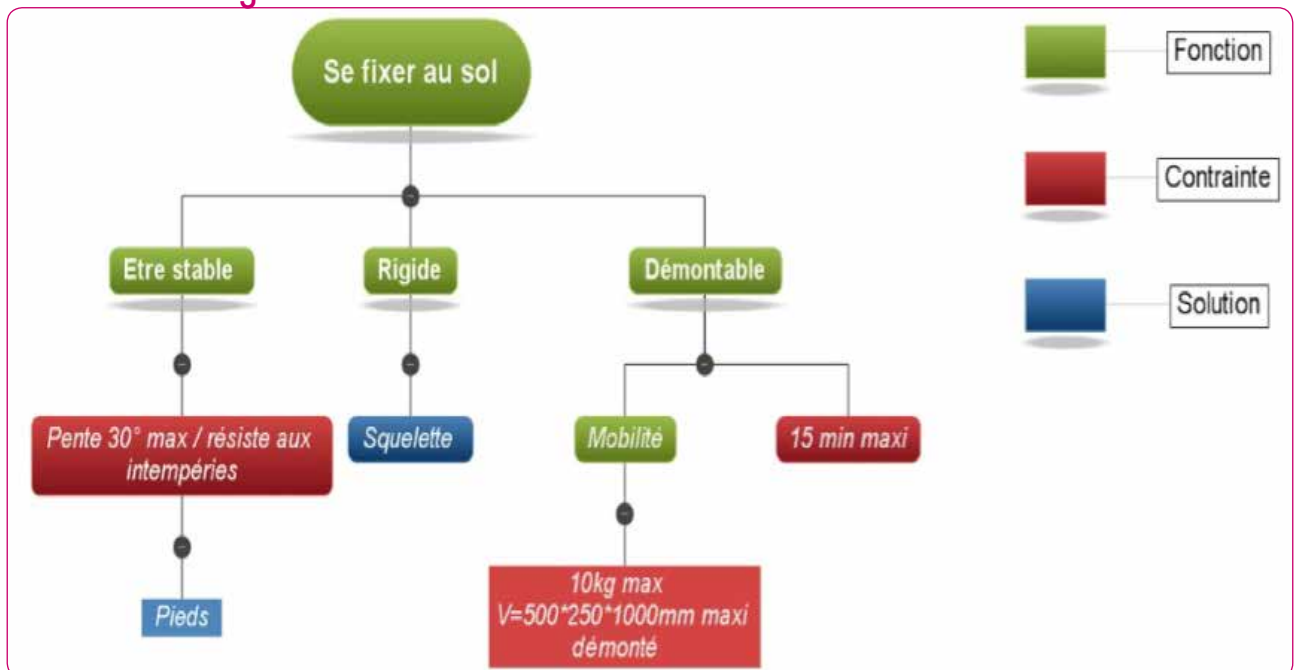 Se fixer au sol
Fonction
Contrainte
Solution
Etre stable
Rigide
Démontable
Pente 30° max / résiste aux
intempéries
Squelette
Mobilité
15 min maxi
Pieds
10kg max
V=500*250*1000mm maxi
démonté